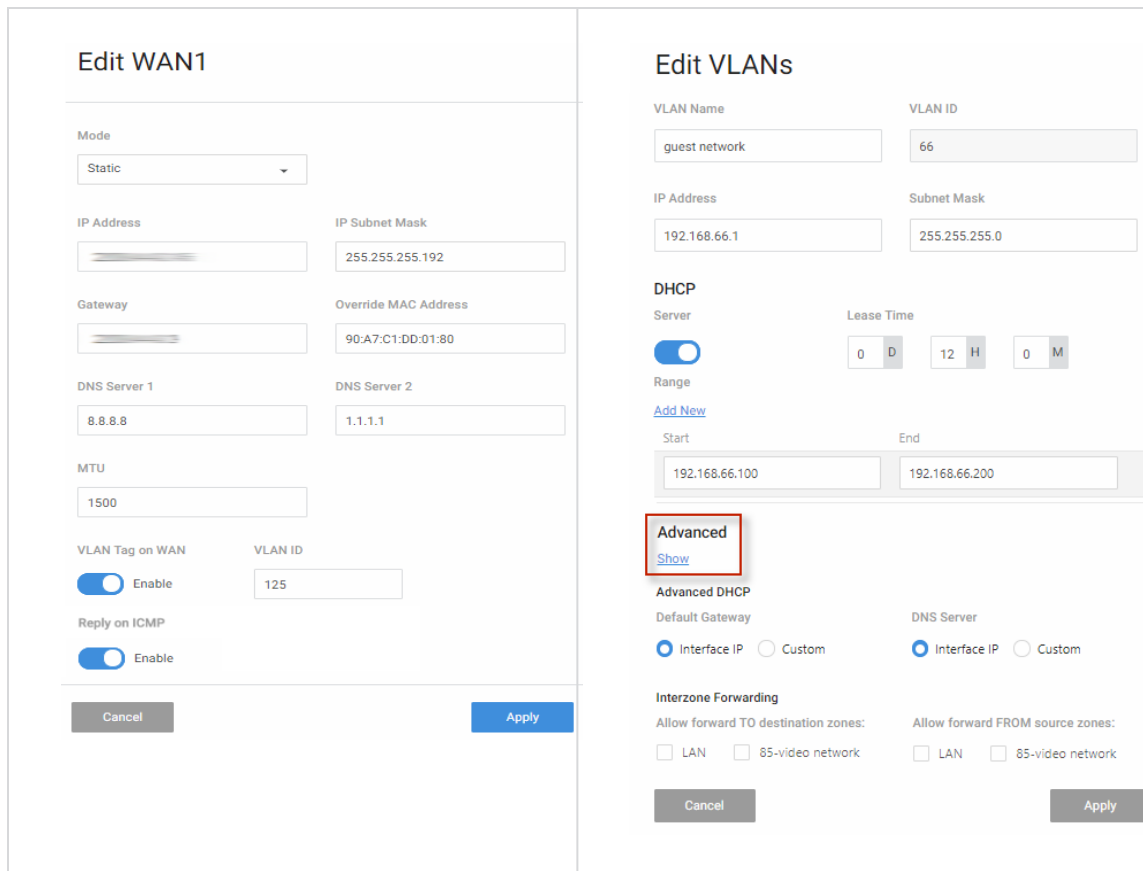 Edit WAN1
Mode
Static
IP Address
IP Subnet Mask
255.255.255.192
Gateway
Override MAC Address
90:A7:C1:DD:01:80
DNS Server 1
DNS Server 2
8.8.8.8
1.1.1.1
MTU
1500
VLAN Tag on WAN
VLAN ID
Enable
125
Reply on ICMP
Enable
Cancel
Apply
Edit VLANs
VLAN Name
VLAN ID
guest network
66
IP Address
Subnet Mask
192.168.66.1
255.255.255.0
DHCP
Server
Lease Time
0 D 12 H 0 M
Range
Add New
Start
End
192.168.66.100
192.168.66.200
Advanced
Show
Advanced DHCP
Default Gateway
DNS Server
Interface IP Custom
Interface IP Custom
Interzone Forwarding
Allow forward TO destination zones:
Allow forward FROM source zones:
LAN 85-video network
LAN 85-video network
Cancel
Apply